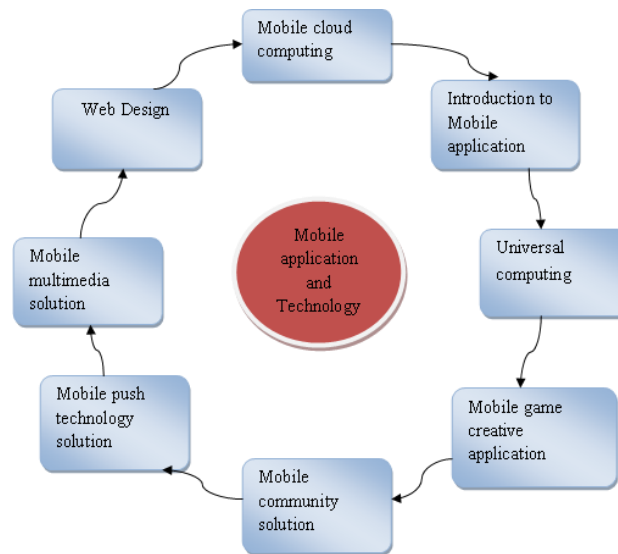 Mobile cloud
computing
Introduction to
Mobile
application
Universal
computing
Mobile game
creative
application
Mobile
community
solution
Mobile push
technology
solution
Mobile
multimedia
solution
Web Design
Mobile
application
and
Technology